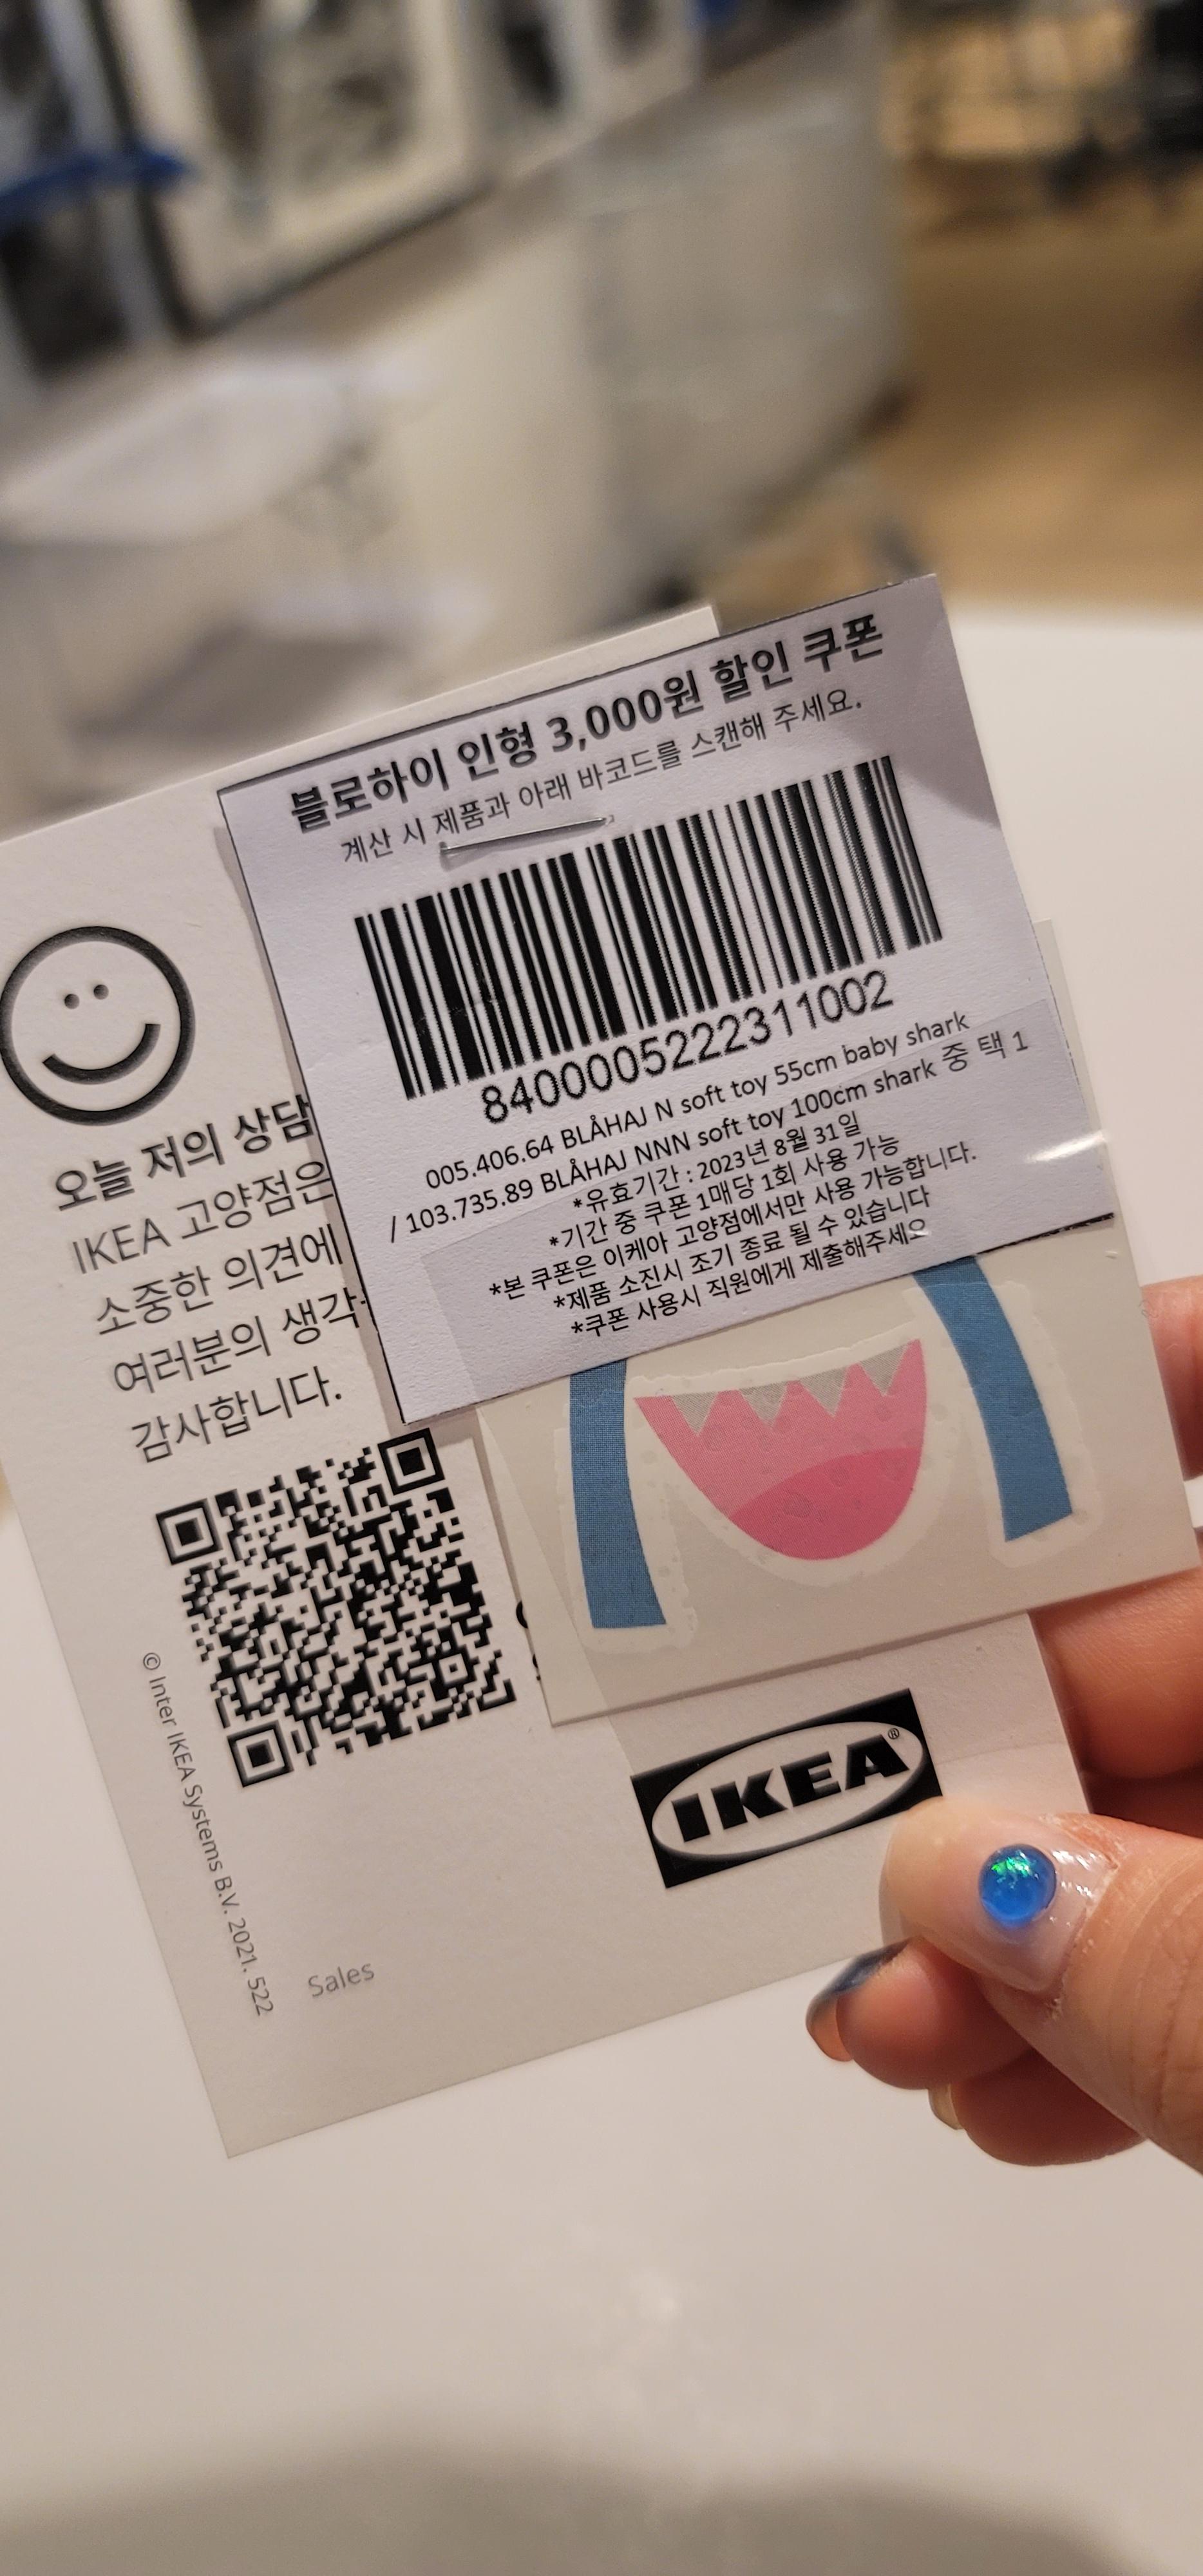 블로하이 인형 3,000원 할인 쿠폰
계산 시 제품과 아래 바코드를 스캔해 주세요.
8400005222311002
005.406.64 BLÅHAJ N soft toy 55cm baby shark
/ 103.735.89 BLÅHAJ NNN soft toy 100cm shark 중 택 1
*유효기간 : 2023년 8월 31일
*기간 중 쿠폰 1매당 1회 사용 가능
*본 쿠폰은 이케아 고양점에서만 사용 가능합니다.
*제품 소진시 조기 종료 될 수 있습니다
*쿠폰 사용시 직원에게 제출해주세요
오늘 저의 상담
IKEA 고양점은
소중한 의견에
여러분의 생각
감사합니다.
© Inter IKEA Systems B.V. 2021. 522
IKEA®
Sales